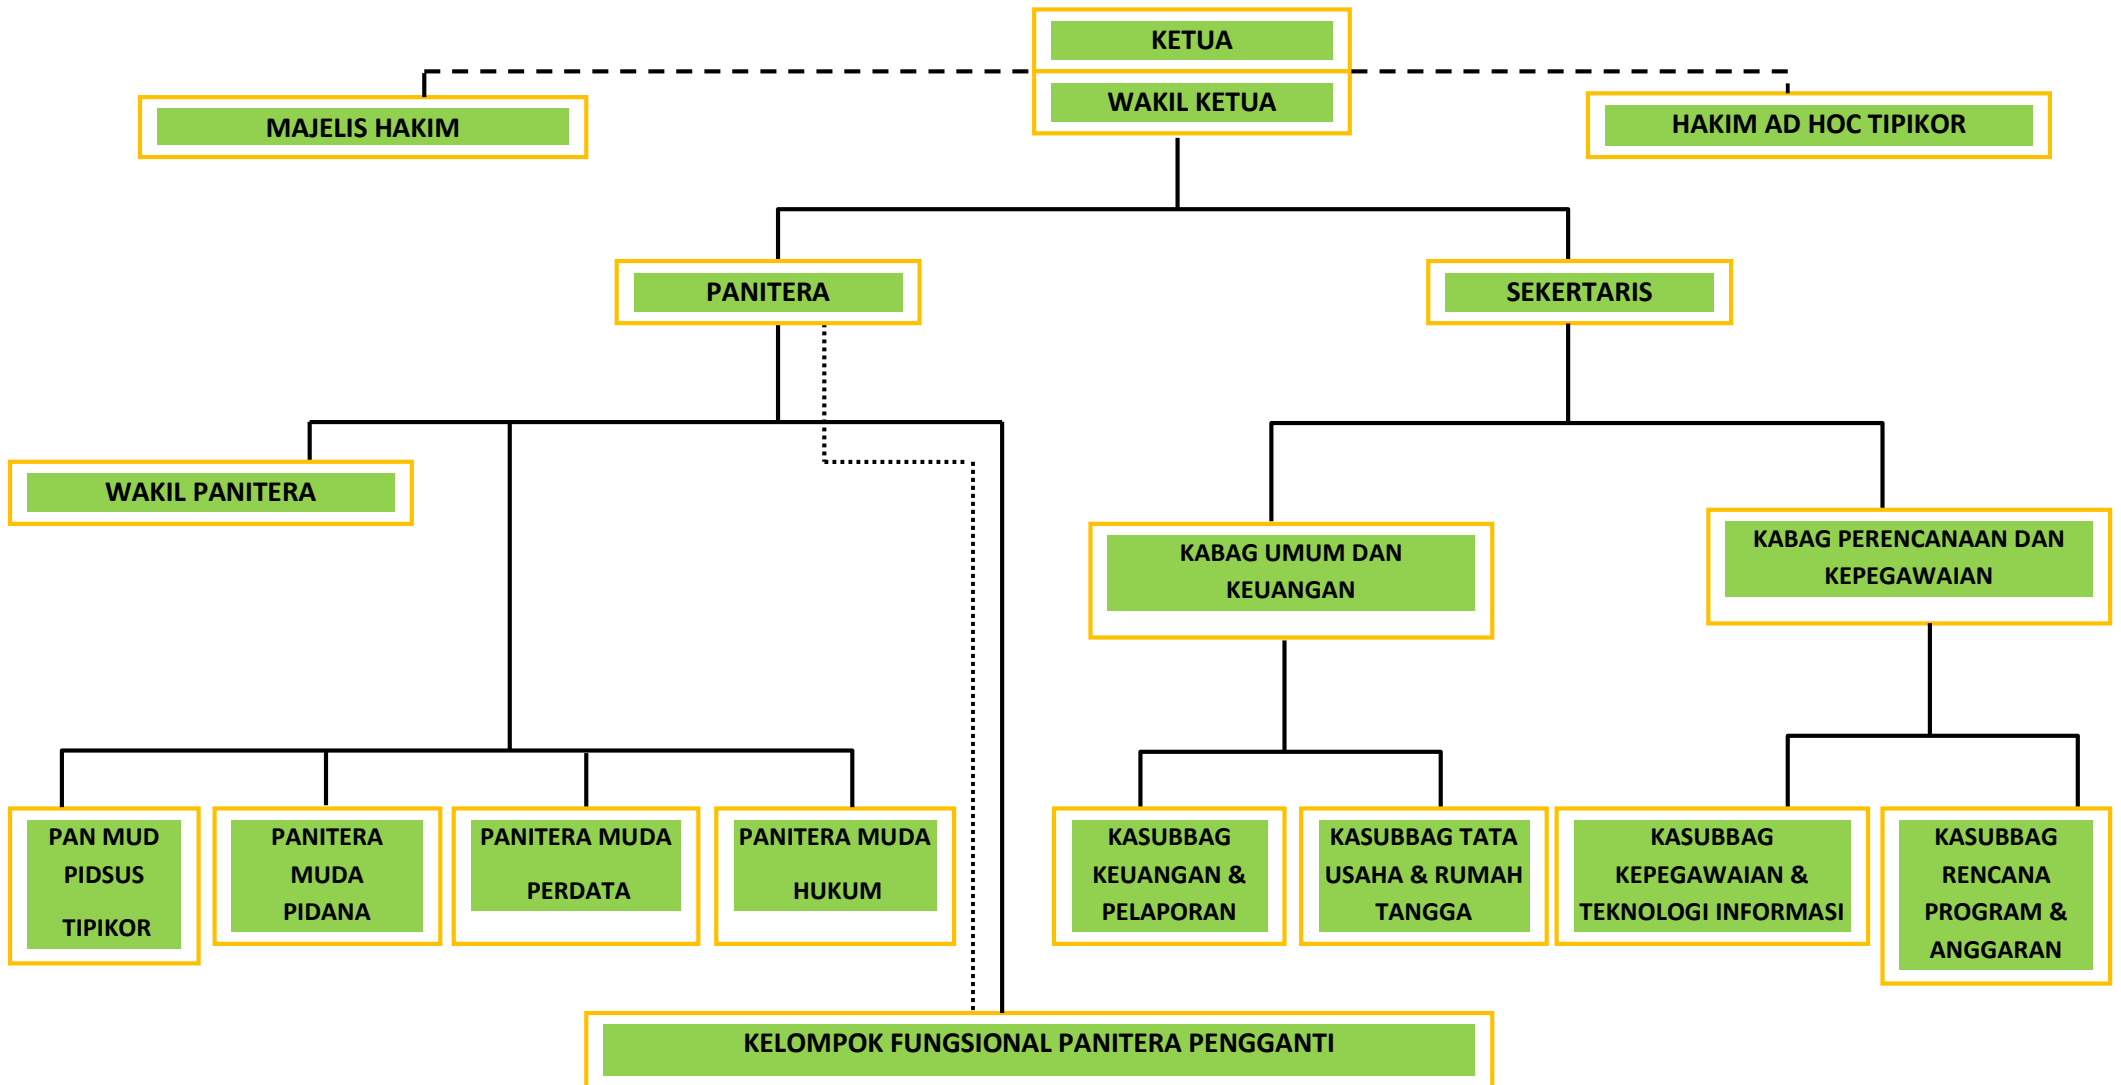 KETUA
WAKIL KETUA
MAJELIS HAKIM
HAKIM AD HOC TIPIKOR
PANITERA
SEKERTARIS
WAKIL PANITERA
KABAG UMUM DAN
KEUANGAN
KABAG PERENCANAAN DAN
KEPEGAWAIAN
PAN MUD
PIDSUS
TIPIKOR
PANITERA
MUDA
PIDANA
PANITERA MUDA
PERDATA
PANITERA MUDA
HUKUM
KASUBBAG
KEUANGAN &
PELAPORAN
KASUBBAG TATA
USAHA & RUMAH
TANGGA
KASUBBAG
KEPEGAWAIAN &
TEKNOLOGI INFORMASI
KASUBBAG
RENCANA
PROGRAM &
ANGGARAN
KELOMPOK FUNGSIONAL PANITERA PENGGANTI